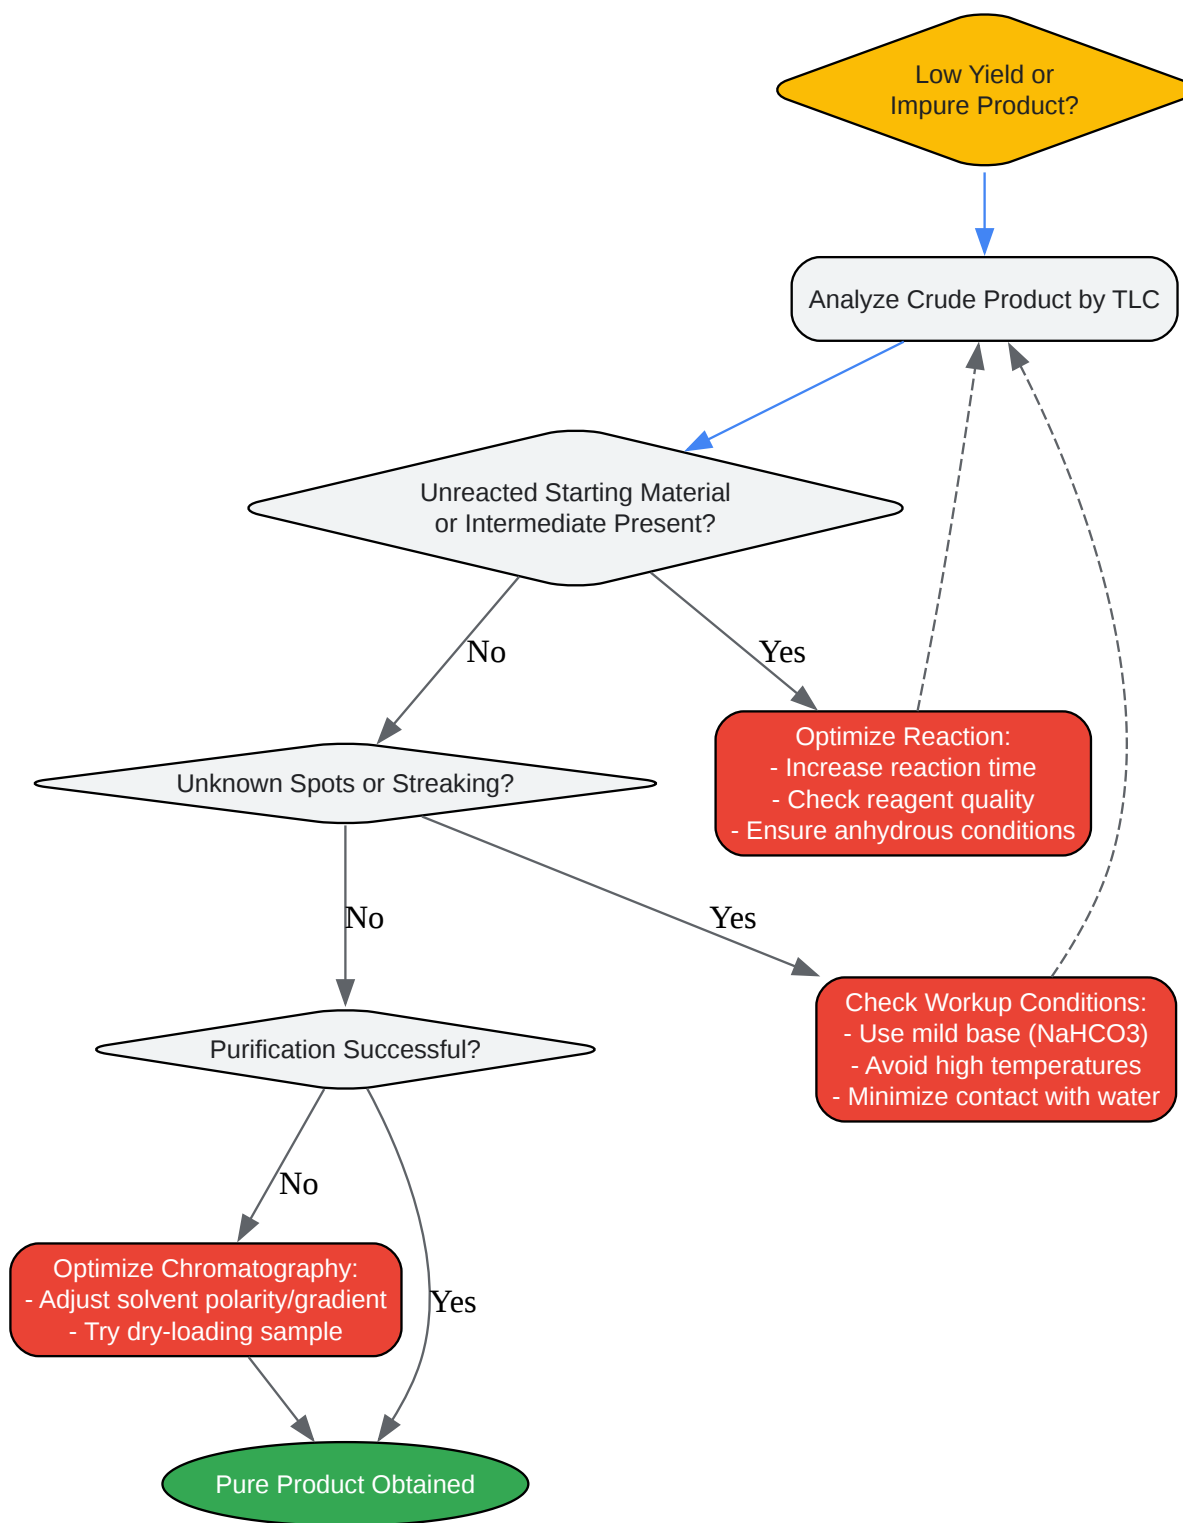 Low Yield or
Impure Product?
Analyze Crude Product by TLC
Unreacted Starting Material
or Intermediate Present?
No
Yes
Optimize Reaction:
- Increase reaction time
- Check reagent quality
- Ensure anhydrous conditions
Unknown Spots or Streaking?
No
Yes
Check Workup Conditions:
- Use mild base (NaHCO3)
- Avoid high temperatures
- Minimize contact with water
Purification Successful?
No
Yes
Optimize Chromatography:
- Adjust solvent polarity/gradient
- Try dry-loading sample
Pure Product Obtained